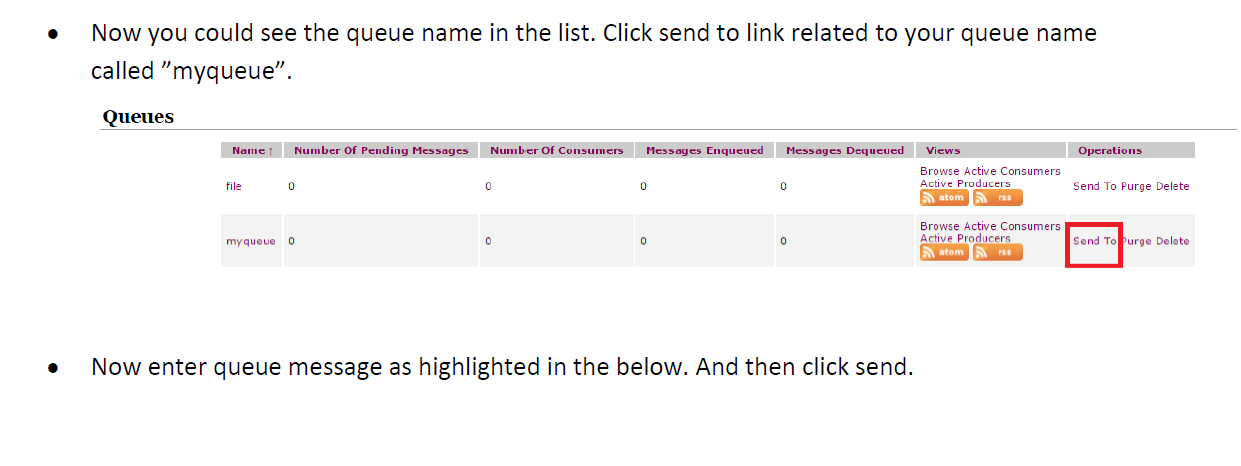 • Now you could see the queue name in the list. Click send to link related to your queue name
called ”myqueue”.
Queues
Name ↑ Number Of Pending Messages Number Of Consumers Messages Enqueued Messages Dequeued Views Operations
Browse Active Consumers
file 0 0 0 0 Active Producers Send To Purge Delete
atom rss
Browse Active Consumers
myqueue 0 0 0 0 Active Producers Send To Purge Delete
atom rss
• Now enter queue message as highlighted in the below. And then click send.